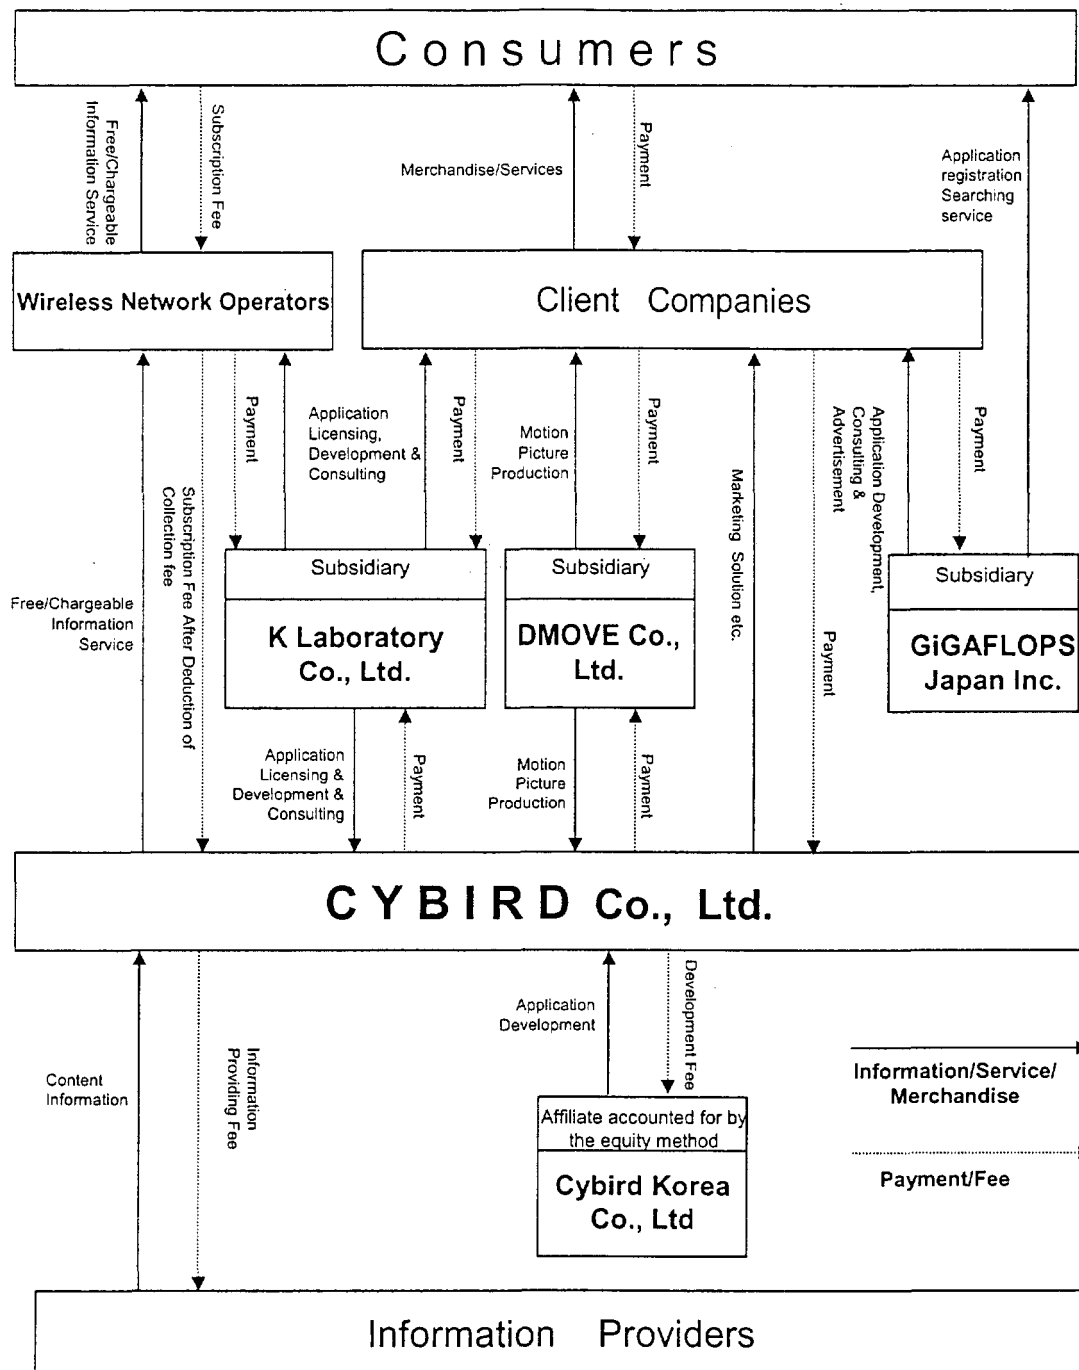 Consumers
Free/Chargeable
Information Service
Subscription Fee
Merchandise/Services
Payment
Application
registration
Searching
service
Wireless Network Operators
Client Companies
Payment
Application
Licensing,
Development &
Consulting
Payment
Motion
Picture
Production
Payment
Marketing Solution etc.
Payment
Application Development,
Consulting &
Advertisement
Payment
Free/Chargeable
Information
Service
Subscription Fee After Deduction of
Collection fee
Subsidiary
K Laboratory
Co., Ltd.
Subsidiary
DMOVE Co.,
Ltd.
Subsidiary
GiGAFLOPS
Japan Inc.
Application
Licensing &
Development &
Consulting
Payment
Motion
Picture
Production
Payment
CYBIRD Co., Ltd.
Content
Information
Information
Providing Fee
Application
Development
Development Fee
Affiliate accounted for by
the equity method
Cybird Korea
Co., Ltd
Information/Service/
Merchandise
Payment/Fee
Information Providers